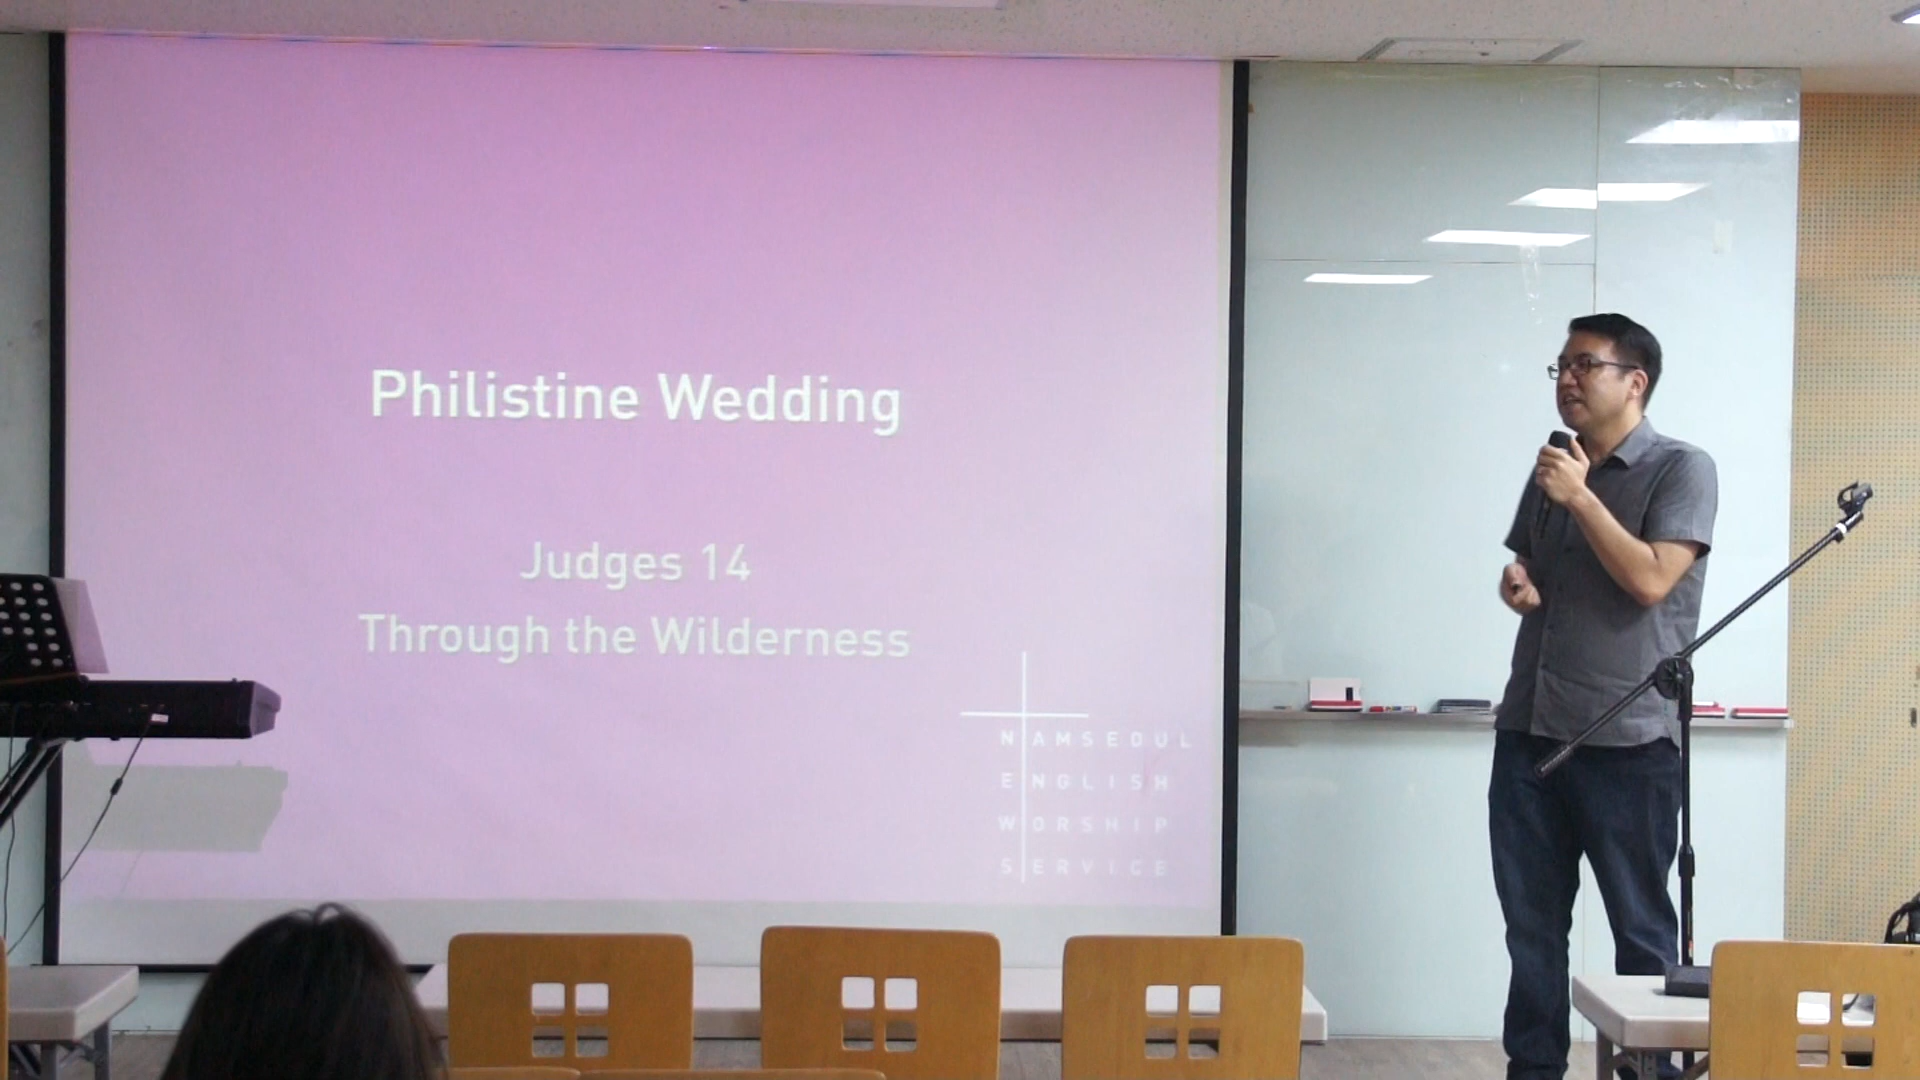 Philistine Wedding
Judges 14
Through the Wilderness
NAMSEOUL
ENGLISH
WORSHIP
SERVICE